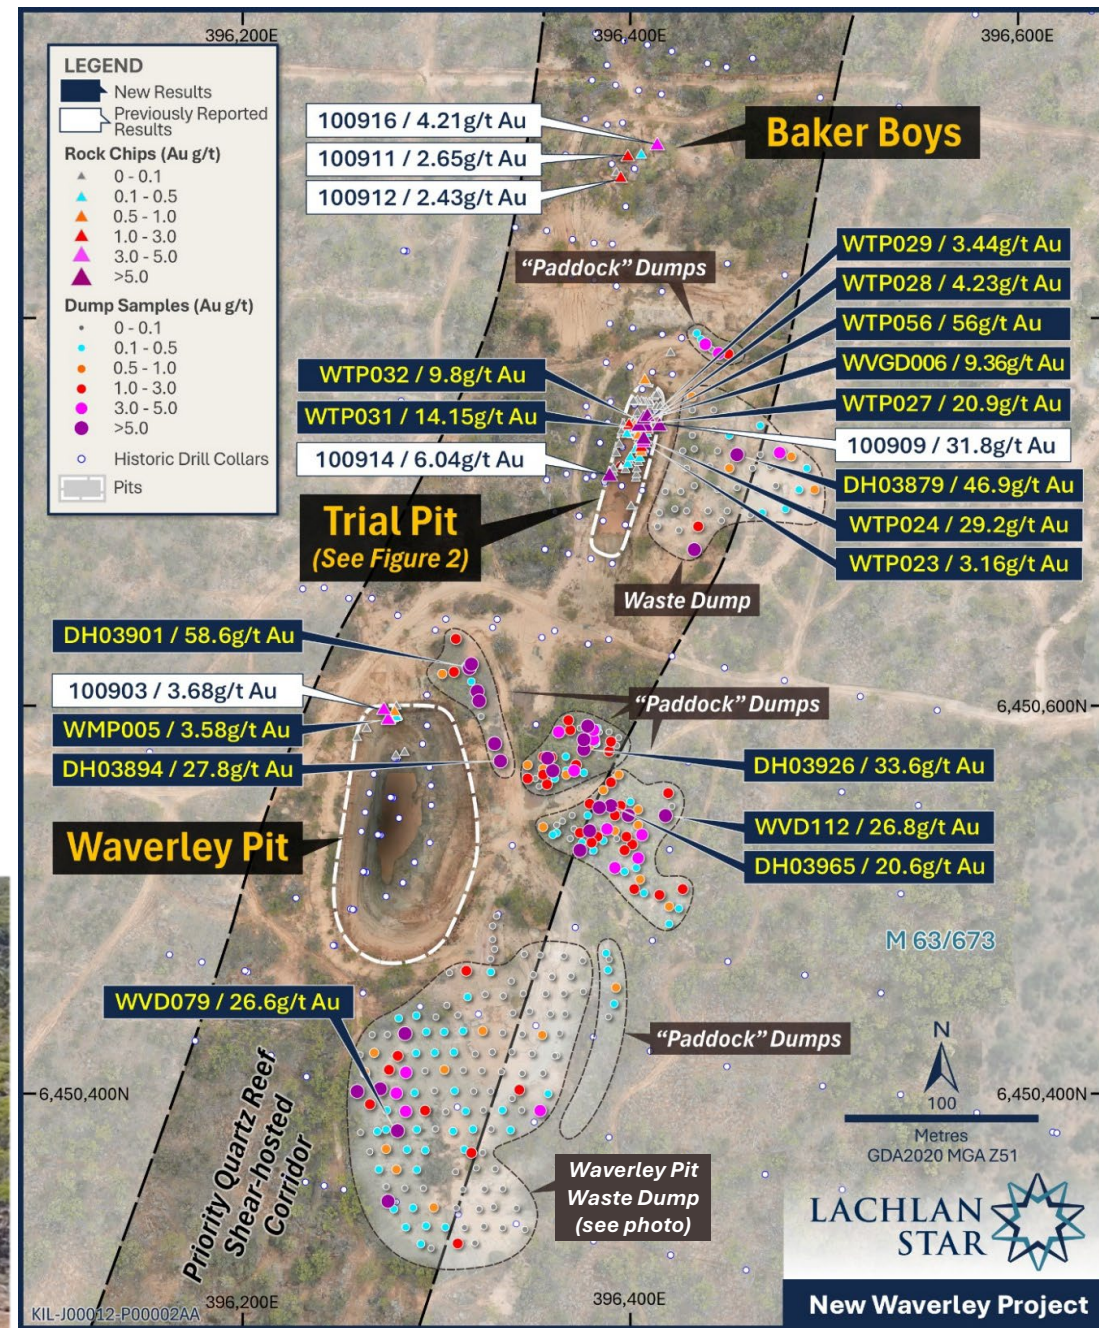 396,200E
396,400E
396,600E
LEGEND
New Results
Previously Reported
Results
Rock Chips (Au g/t)
0 - 0.1
0.1 - 0.5
0.5 - 1.0
1.0 - 3.0
3.0 - 5.0
>5.0
Dump Samples (Au g/t)
0 - 0.1
0.1 - 0.5
0.5 - 1.0
1.0 - 3.0
3.0 - 5.0
>5.0
Historic Drill Collars
Pits
100916 / 4.21g/t Au
100911 / 2.65g/t Au
100912 / 2.43g/t Au
Baker Boys
"Paddock" Dumps
WTP029 / 3.44g/t Au
WTP028 / 4.23g/t Au
WTP056 / 56g/t Au
WVGD006 / 9.36g/t Au
WTP027 / 20.9g/t Au
100909 / 31.8g/t Au
DH03879 / 46.9g/t Au
WTP024 / 29.2g/t Au
WTP023 / 3.16g/t Au
WTP032 / 9.8g/t Au
WTP031 / 14.15g/t Au
100914 / 6.04g/t Au
Trial Pit
(See Figure 2)
Waste Dump
DH03901 / 58.6g/t Au
100903 / 3.68g/t Au
WMP005 / 3.58g/t Au
DH03894 / 27.8g/t Au
"Paddock" Dumps
6,450,600N
DH03926 / 33.6g/t Au
WVD112 / 26.8g/t Au
DH03965 / 20.6g/t Au
Waverley Pit
M 63/673
WVD079 / 26.6g/t Au
"Paddock" Dumps
6,450,400N
6,450,400N
N
100
Metres
GDA2020 MGA Z51
Priority Quartz Reef
Shear-hosted
Corridor
Waverley Pit
Waste Dump
(see photo)
LACHLAN
STAR
396,200E
396,400E
KIL-J00012-P00002AA
New Waverley Project